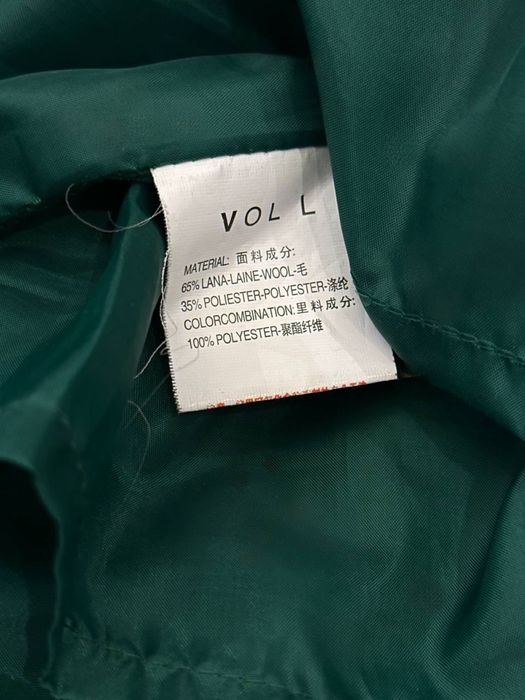 VOL L
MATERIAL: 面料成分:
65% LANA-LAINE-WOOL-毛
35% POLIESTER-POLYESTER-涤纶
COLORCOMBINATION:里料成分:
100% POLYESTER-聚酯纤维